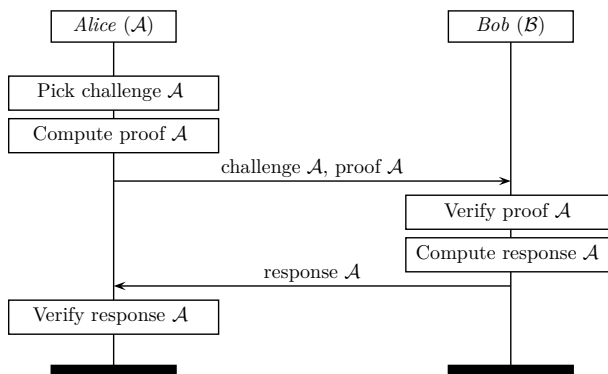 Alice (𝒜)
Bob (ℬ)
Pick challenge 𝒜
Compute proof 𝒜
challenge 𝒜, proof 𝒜
Verify proof 𝒜
Compute response 𝒜
response 𝒜
Verify response 𝒜